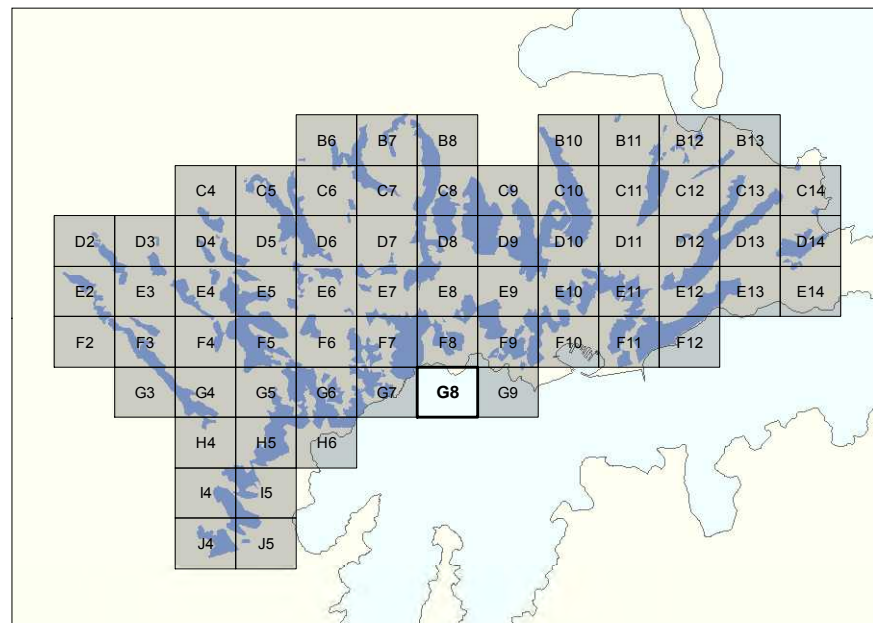 B6 B7 B8 B10 B11 B12 B13
C4 C5 C6 C7 C8 C9 C10 C11 C12 C13 C14
D2 D3 D4 D5 D6 D7 D8 D9 D10 D11 D12 D13 D14
E2 E3 E4 E5 E6 E7 E8 E9 E10 E11 E12 E13 E14
F2 F3 F4 F5 F6 F7 F8 F9 F10 F11 F12
G3 G4 G5 G6 G7 G8 G9
H4 H5 H6
I4 I5
J4 J5